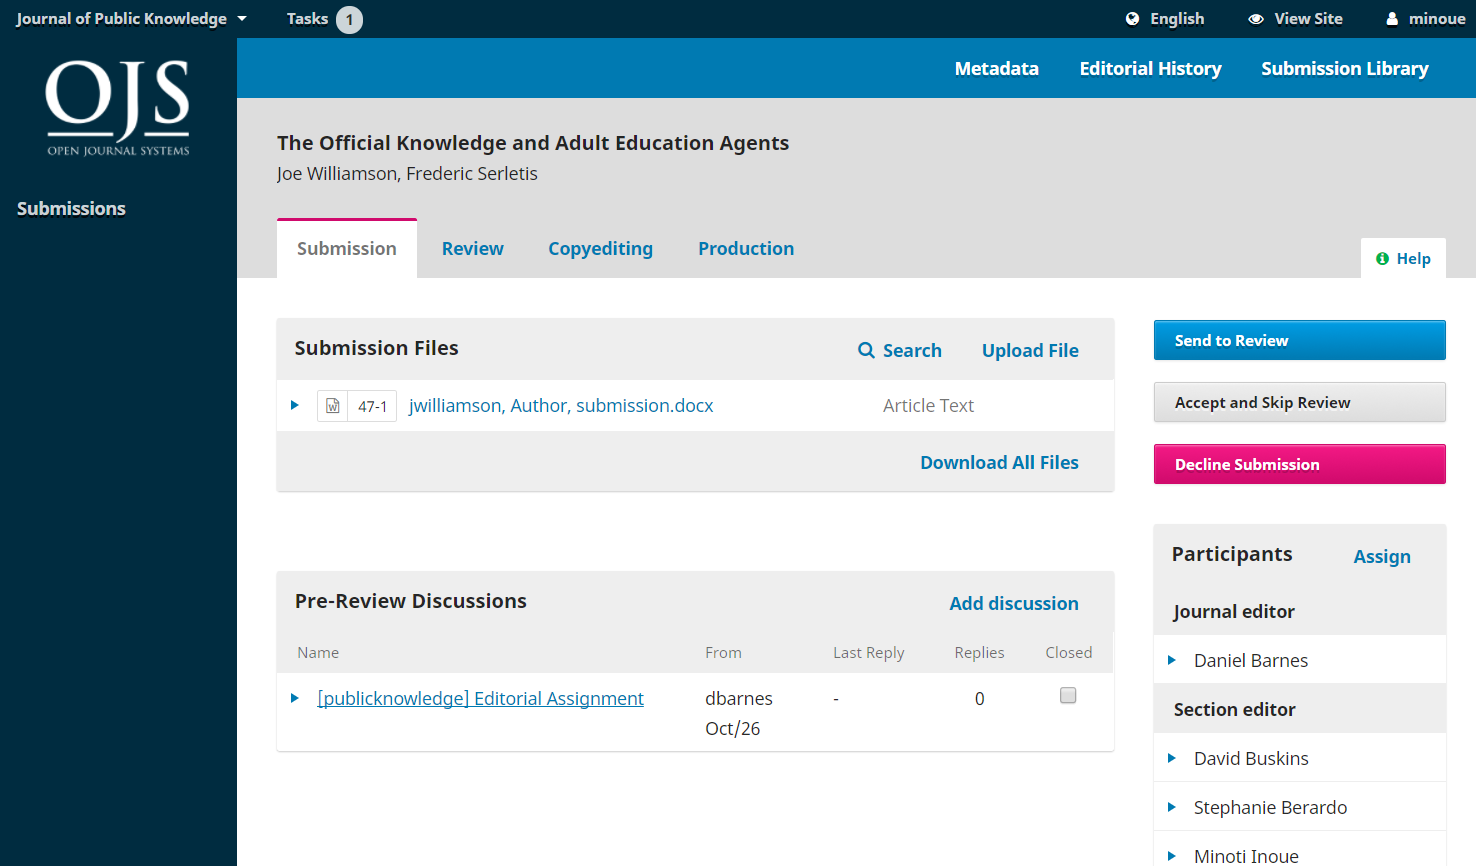 Journal of Public Knowledge Tasks 1 English View Site minoue
OJS
OPEN JOURNAL SYSTEMS
Submissions
Metadata Editorial History Submission Library
The Official Knowledge and Adult Education Agents
Joe Williamson, Frederic Serletis
Submission Review Copyediting Production
Help
Submission Files Search Upload File
W 47-1 jwilliamson, Author, submission.docx Article Text
Download All Files
Pre-Review Discussions Add discussion
Name From Last Reply Replies Closed
[publicknowledge] Editorial Assignment dbarnes - 0
Oct/26
Send to Review
Accept and Skip Review
Decline Submission
Participants Assign
Journal editor
Daniel Barnes
Section editor
David Buskins
Stephanie Berardo
Minoti Inoue